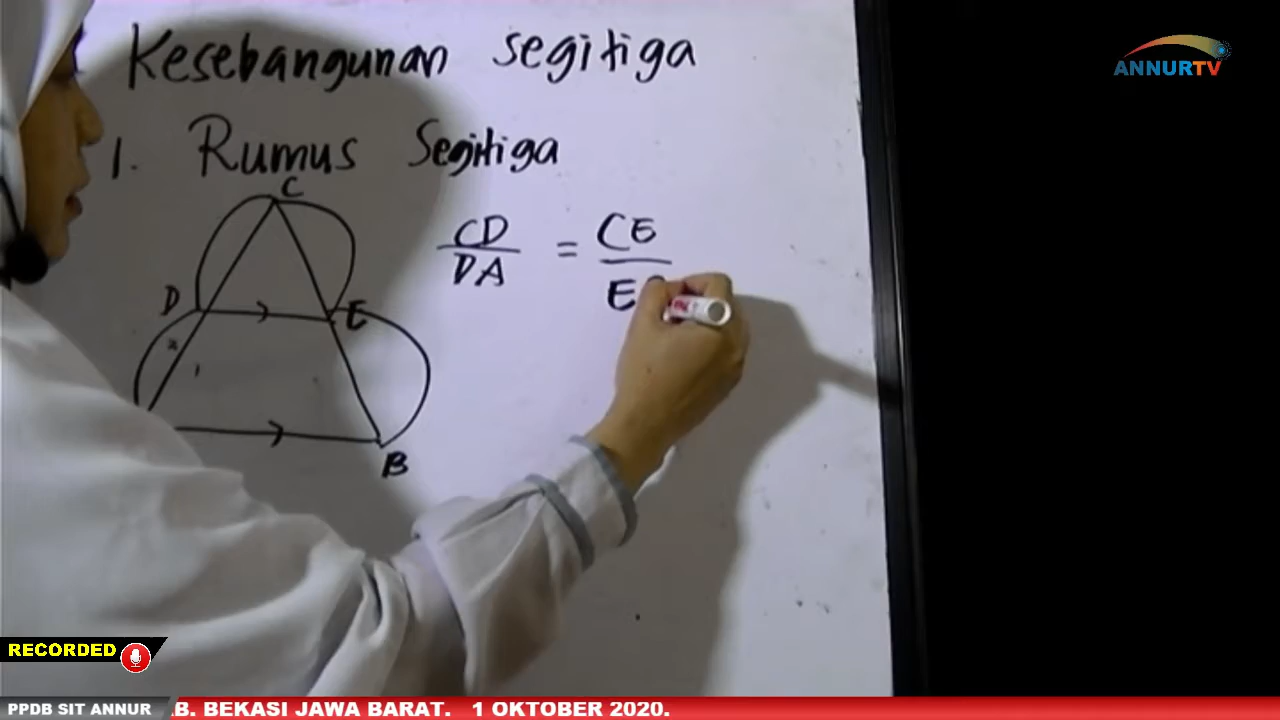 ANNURTV
Kesebangunan segitiga
1. Rumus Segitiga
C
CD = CE
DA E
D E
B
RECORDED
PPDB SIT ANNUR AB. BEKASI JAWA BARAT. 1 OKTOBER 2020.